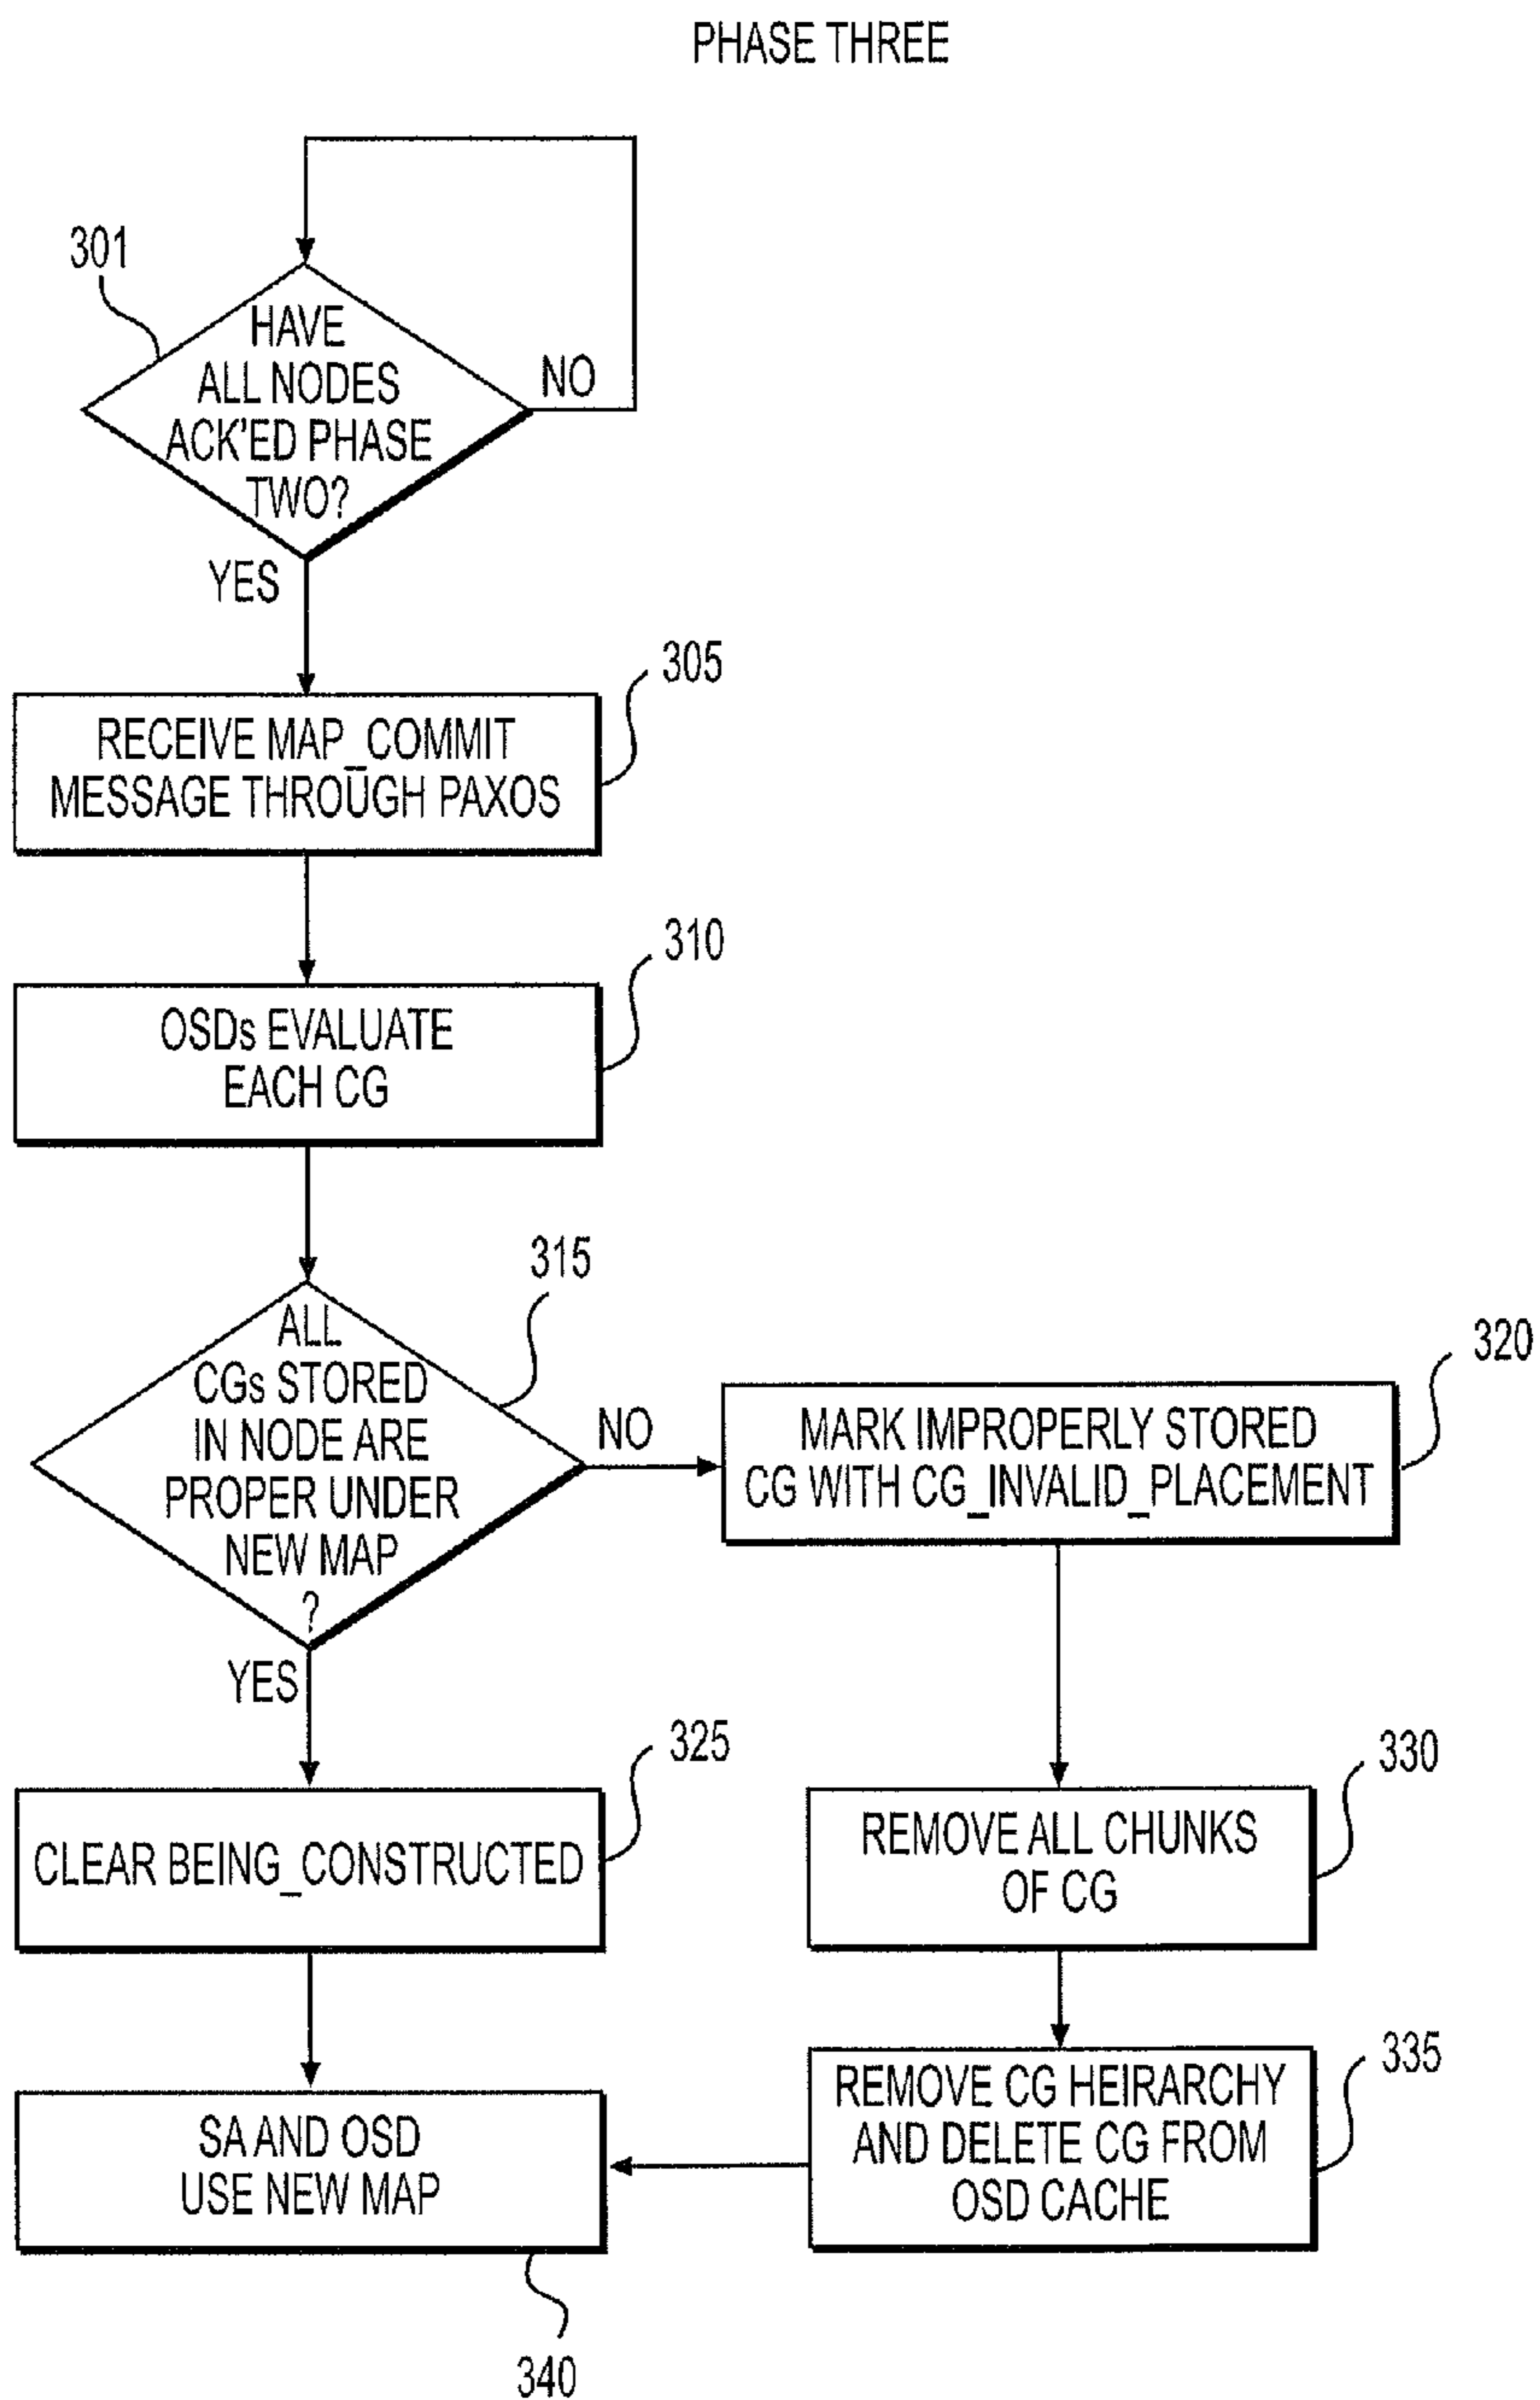 PHASE THREE
301
HAVE
ALL NODES
ACK'ED PHASE
TWO?
NO
YES
305
RECEIVE MAP_COMMIT
MESSAGE THROUGH PAXOS
310
OSDs EVALUATE
EACH CG
315
ALL
CGs STORED
IN NODE ARE
PROPER UNDER
NEW MAP
?
NO
YES
320
MARK IMPROPERLY STORED
CG WITH CG_INVALID_PLACEMENT
325
CLEAR BEING_CONSTRUCTED
330
REMOVE ALL CHUNKS
OF CG
335
REMOVE CG HEIRARCHY
AND DELETE CG FROM
OSD CACHE
SA AND OSD
USE NEW MAP
340